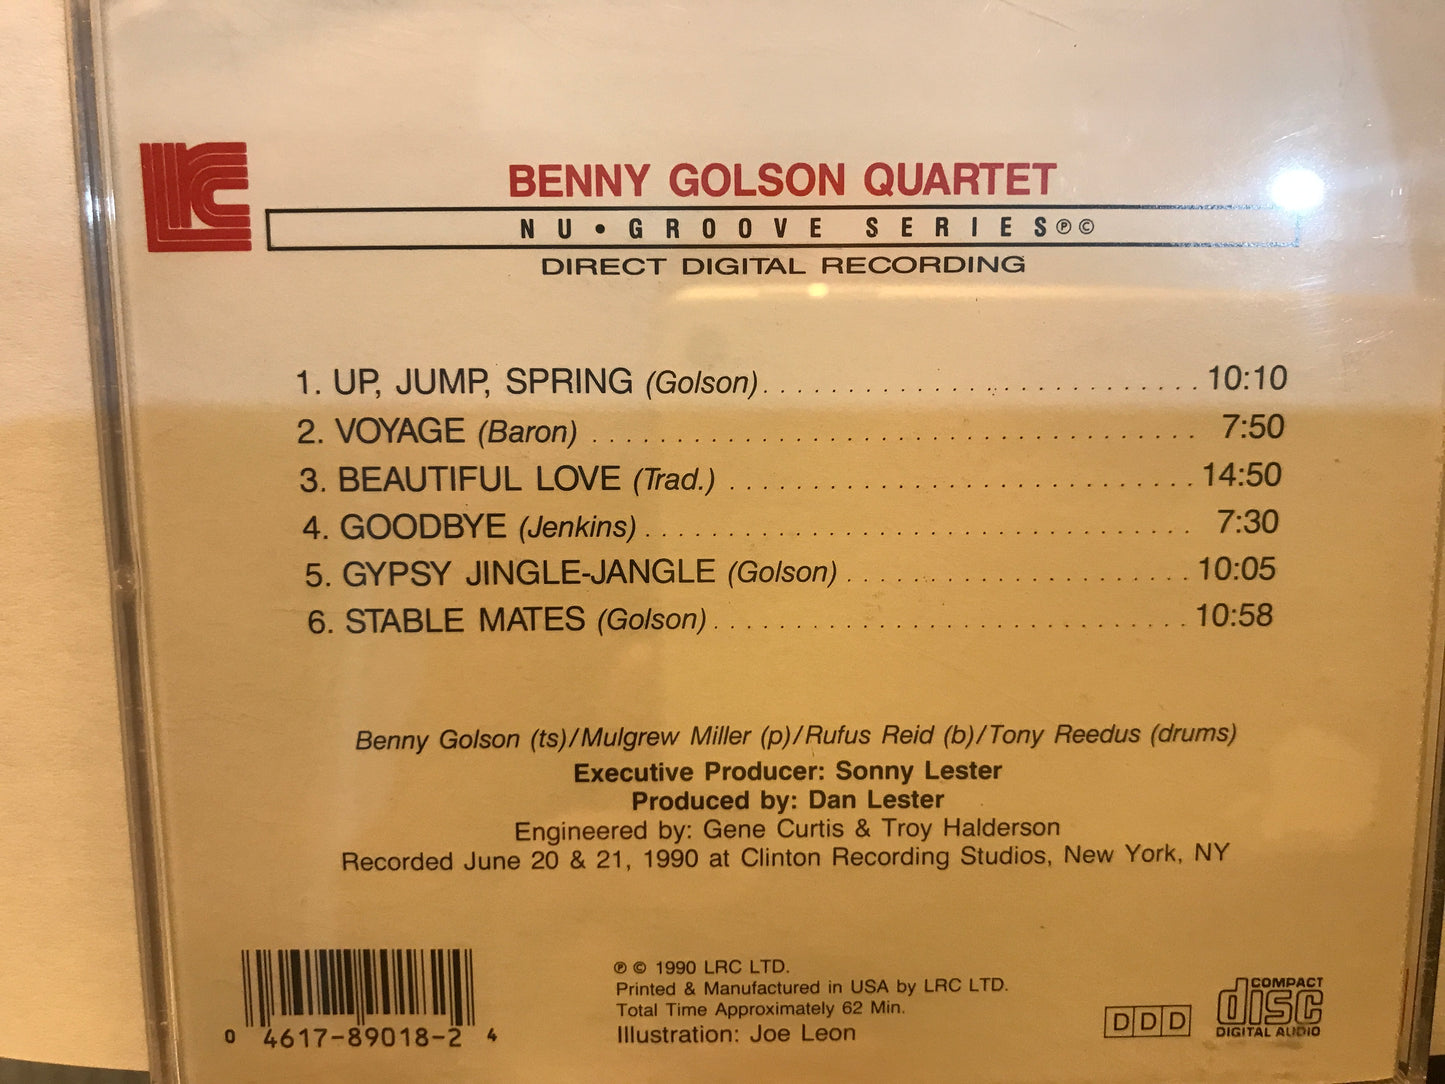 LRC
BENNY GOLSON QUARTET
NU • GROOVE SERIES ℗ ©
DIRECT DIGITAL RECORDING
1. UP, JUMP, SPRING (Golson) 10:10
2. VOYAGE (Baron) 7:50
3. BEAUTIFUL LOVE (Trad.) 14:50
4. GOODBYE (Jenkins) 7:30
5. GYPSY JINGLE-JANGLE (Golson) 10:05
6. STABLE MATES (Golson) 10:58
Benny Golson (ts)/Mulgrew Miller (p)/Rufus Reid (b)/Tony Reedus (drums)
Executive Producer: Sonny Lester
Produced by: Dan Lester
Engineered by: Gene Curtis & Troy Halderson
Recorded June 20 & 21, 1990 at Clinton Recording Studios, New York, NY
0 4617-89018-2 4
℗ © 1990 LRC LTD.
Printed & Manufactured in USA by LRC LTD.
Total Time Approximately 62 Min.
Illustration: Joe Leon
DDD
COMPACT
disc
DIGITAL AUDIO